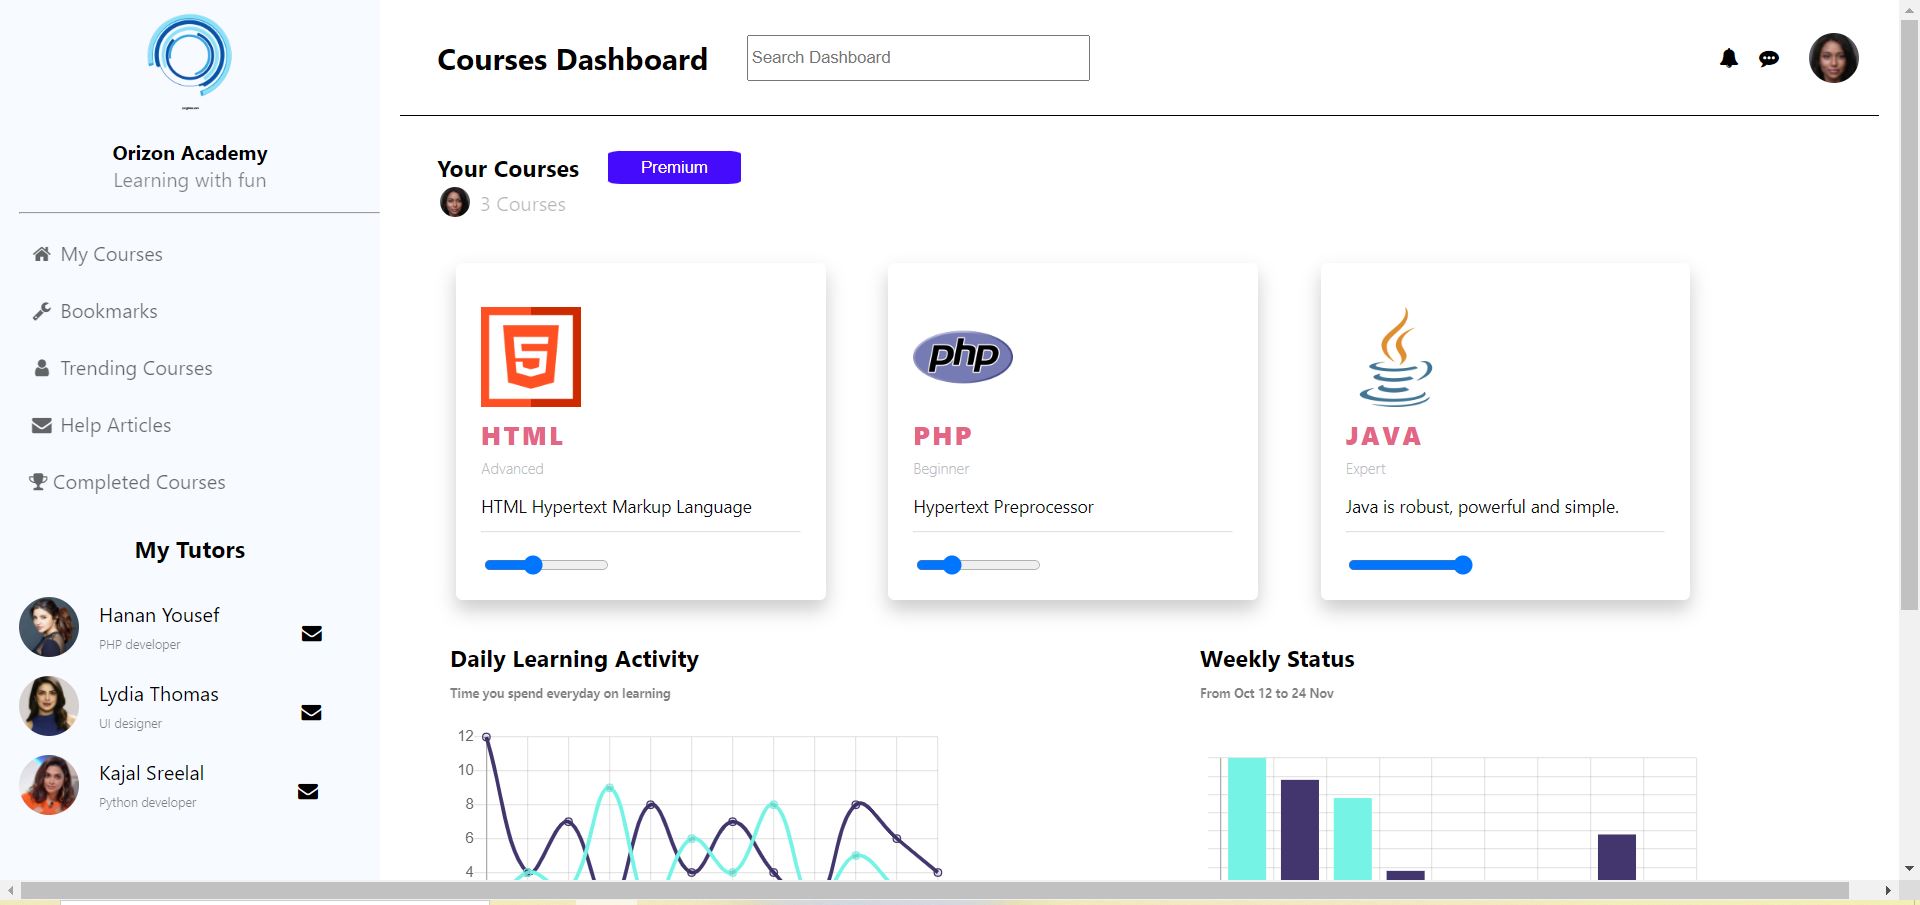 Orizon Academy
Learning with fun
My Courses
Bookmarks
Trending Courses
Help Articles
Completed Courses
My Tutors
Hanan Yousef
PHP developer
Lydia Thomas
UI designer
Kajal Sreelal
Python developer
Courses Dashboard
Search Dashboard
Your Courses
Premium
3 Courses
HTML
Advanced
HTML Hypertext Markup Language
php
PHP
Beginner
Hypertext Preprocessor
JAVA
Expert
Java is robust, powerful and simple.
Daily Learning Activity
Time you spend everyday on learning
12
10
8
6
4
Weekly Status
From Oct 12 to 24 Nov